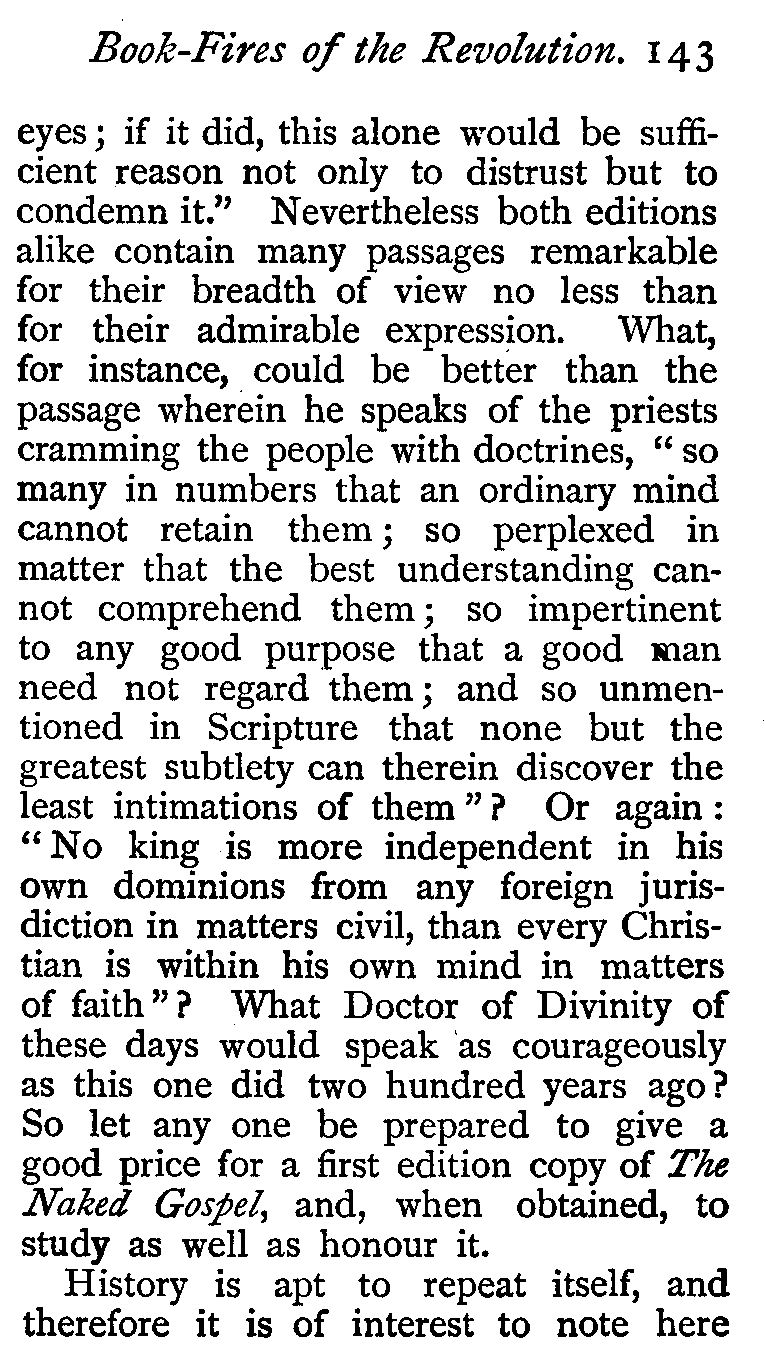 Book-Fires of the Revolution. 143
eyes; if it did, this alone would be suffi-
cient reason not only to distrust but to
condemn it.” Nevertheless both editions
alike contain many passages remarkable
for their breadth of view no less than
for their admirable expression. What,
for instance, could be better than the
passage wherein he speaks of the priests
cramming the people with doctrines, “so
many in numbers that an ordinary mind
cannot retain them; so perplexed in
matter that the best understanding can-
not comprehend them; so impertinent
to any good purpose that a good man
need not regard them; and so unmen-
tioned in Scripture that none but the
greatest subtlety can therein discover the
least intimations of them”? Or again:
“No king is more independent in his
own dominions from any foreign juris-
diction in matters civil, than every Chris-
tian is within his own mind in matters
of faith”? What Doctor of Divinity of
these days would speak as courageously
as this one did two hundred years ago?
So let any one be prepared to give a
good price for a first edition copy of The
Naked Gospel, and, when obtained, to
study as well as honour it.
History is apt to repeat itself, and
therefore it is of interest to note here